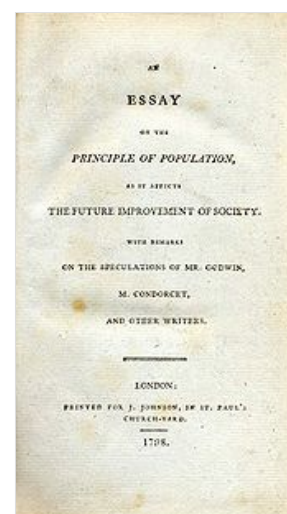 AN
ESSAY
ON THE
PRINCIPLE OF POPULATION,
AS IT AFFECTS
THE FUTURE IMPROVEMENT OF SOCIETY.
WITH REMARKS
ON THE SPECULATIONS OF MR. GODWIN,
M. CONDORCET,
AND OTHER WRITERS.
LONDON:
PRINTED FOR J. JOHNSON, IN ST. PAUL'S
CHURCH-YARD.
1798.